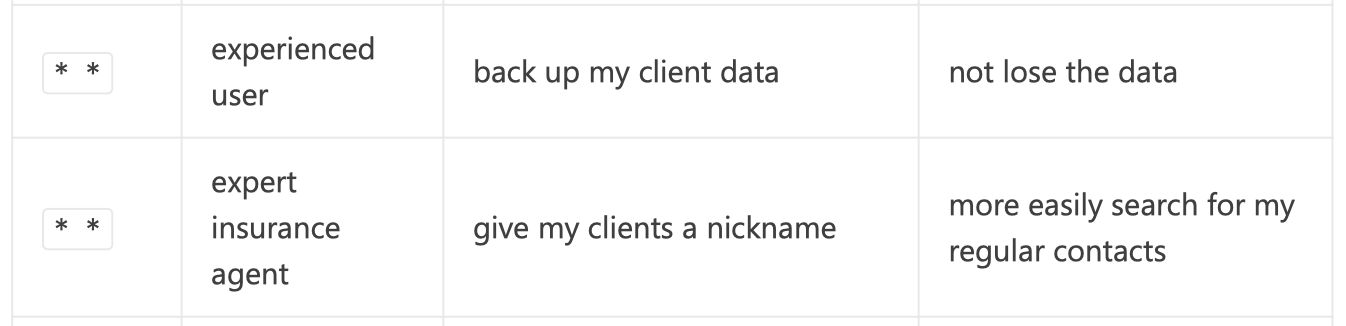 * *
experienced
user
back up my client data
not lose the data
* *
expert
insurance
agent
give my clients a nickname
more easily search for my
regular contacts